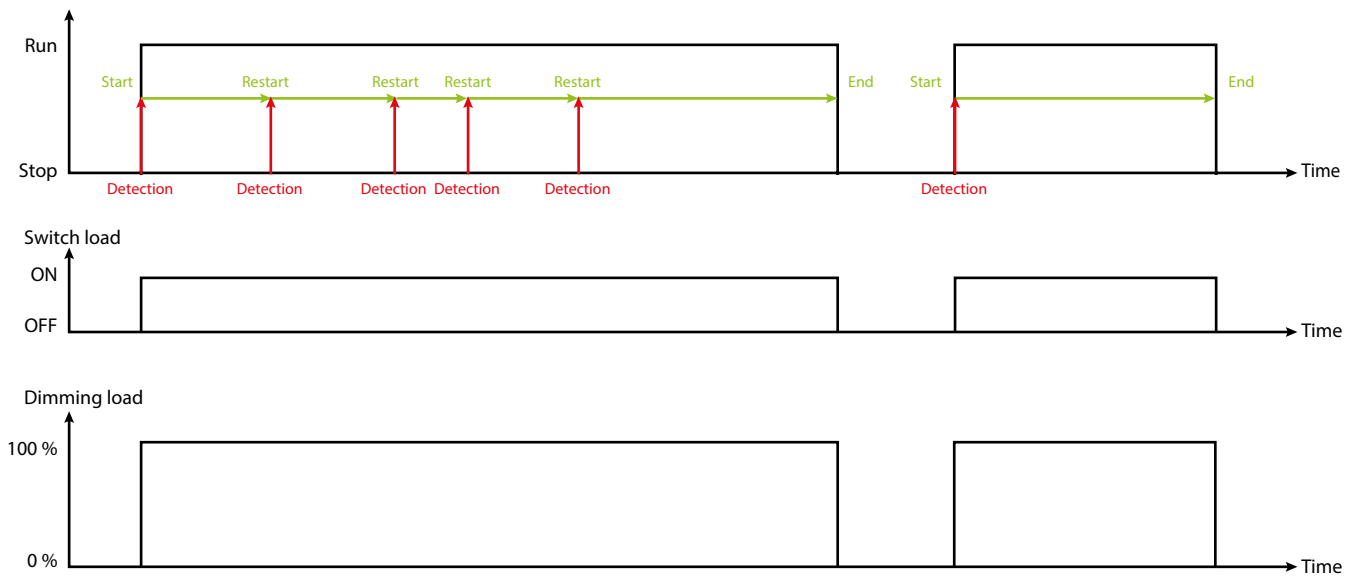 Run
Start Restart Restart Restart Restart End Start End
Stop Time
Detection Detection Detection Detection Detection Detection
Switch load
ON
OFF Time
Dimming load
100 %
0 % Time